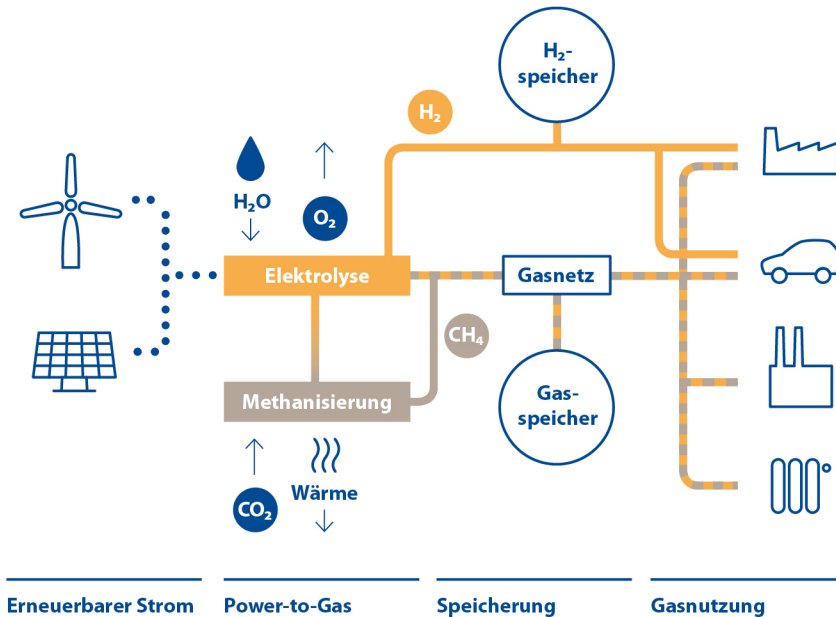 H₂-
speicher
H₂
H₂O
O₂
Elektrolyse
Gasnetz
CH₄
Methanisierung
Gas-
speicher
CO₂
Wärme
Erneuerbarer Strom
Power-to-Gas
Speicherung
Gasnutzung